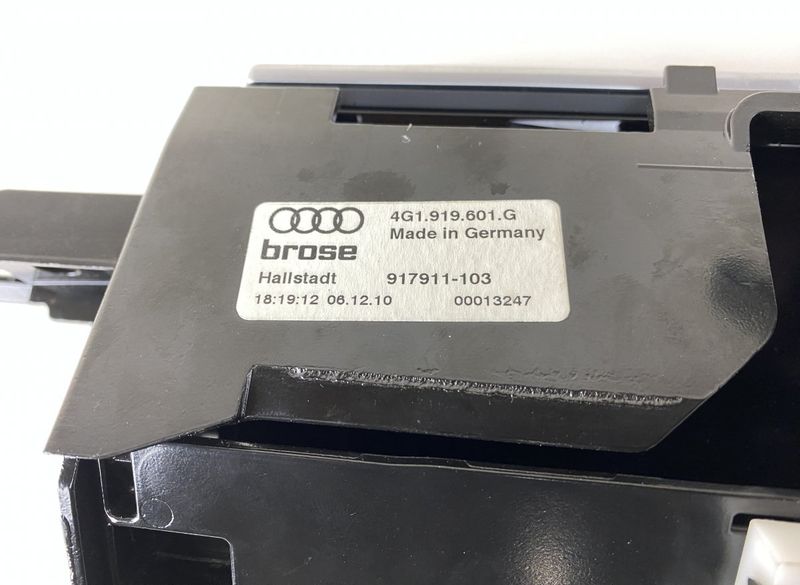 4G1.919.601.G
Made in Germany
brose
Hallstadt 917911-103
18:19:12 06.12.10 00013247